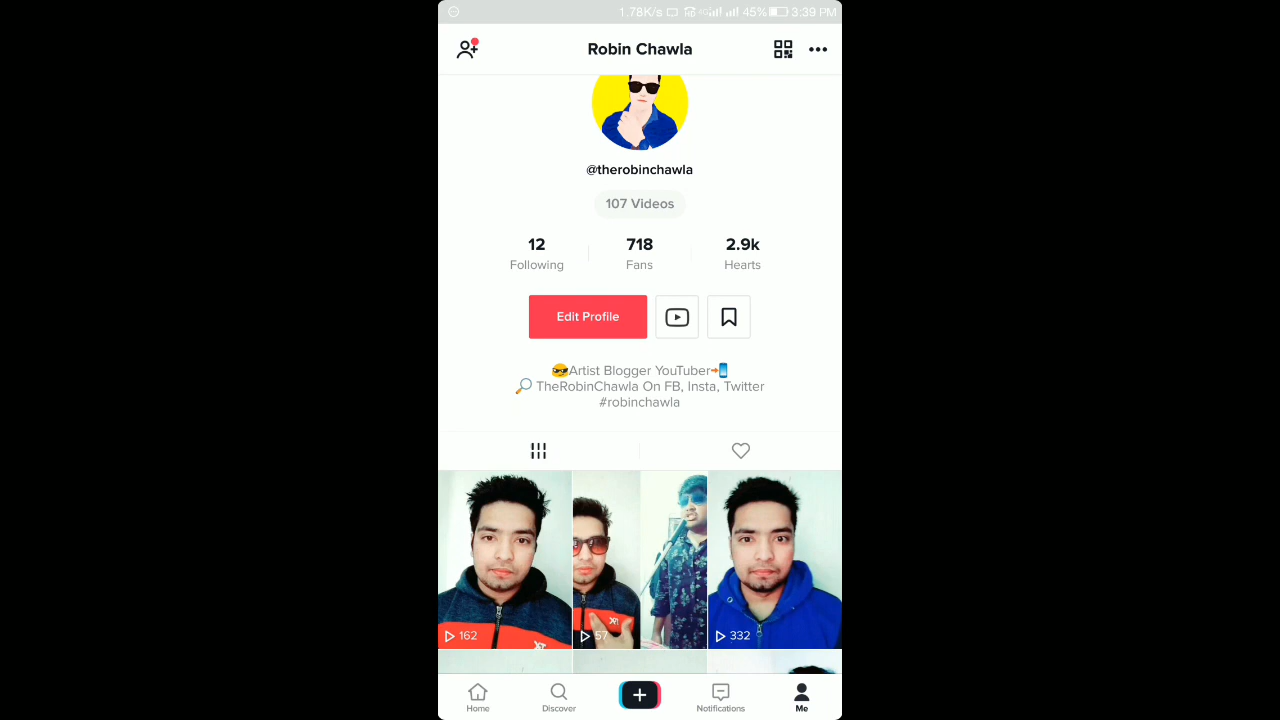 1.78K/s 45% 3:39 PM
Robin Chawla
@therobinchawla
107 Videos
12 718 2.9k
Following Fans Hearts
Edit Profile
😎Artist Blogger YouTuber📲
🔎 TheRobinChawla On FB, Insta, Twitter
#robinchawla
162 57 332
Home Discover Notifications Me